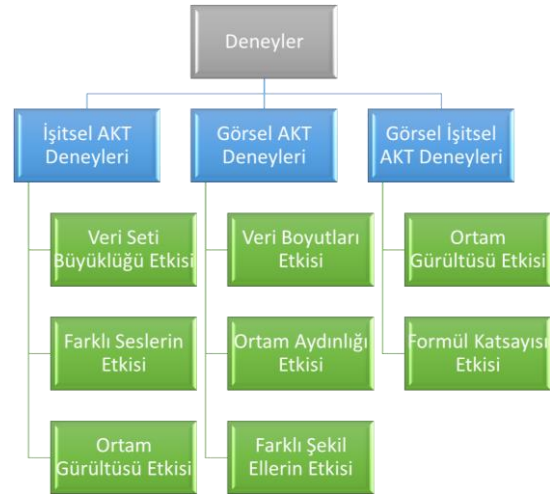 Deneyler
İşitsel AKT
Deneyleri
Veri Seti
Büyüklüğü Etkisi
Farklı Seslerin
Etkisi
Ortam
Gürültüsü Etkisi
Görsel AKT
Deneyleri
Veri Boyutları
Etkisi
Ortam Aydınlığı
Etkisi
Farklı Şekil
Ellerin Etkisi
Görsel İşitsel
AKT Deneyleri
Ortam
Gürültüsü Etkisi
Formül Katsayısı
Etkisi